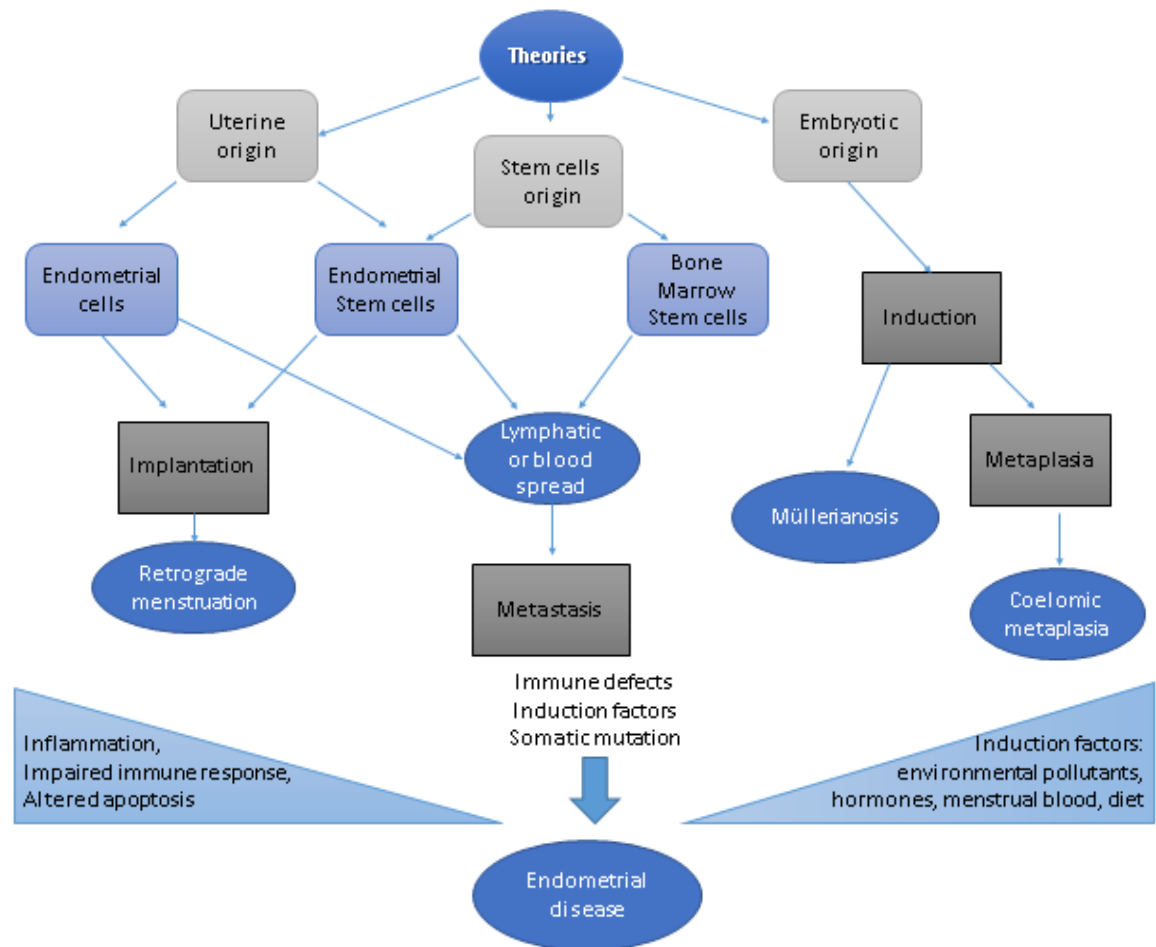 Theories
Uterine
origin
Stem cells
origin
Embryotic
origin
Endometrial
cells
Endometrial
Stem cells
Bone
Marrow
Stem cells
Induction
Implantation
Lymphatic
or blood
spread
Metaplasia
Müllerianosis
Retrograde
menstruation
Metastasis
Coelomic
metaplasia
Immune defects
Induction factors
Somatic mutation
Inflammation,
Impaired immune response,
Altered apoptosis
Induction factors:
environmental pollutants,
hormones, menstrual blood, diet
Endometrial
disease